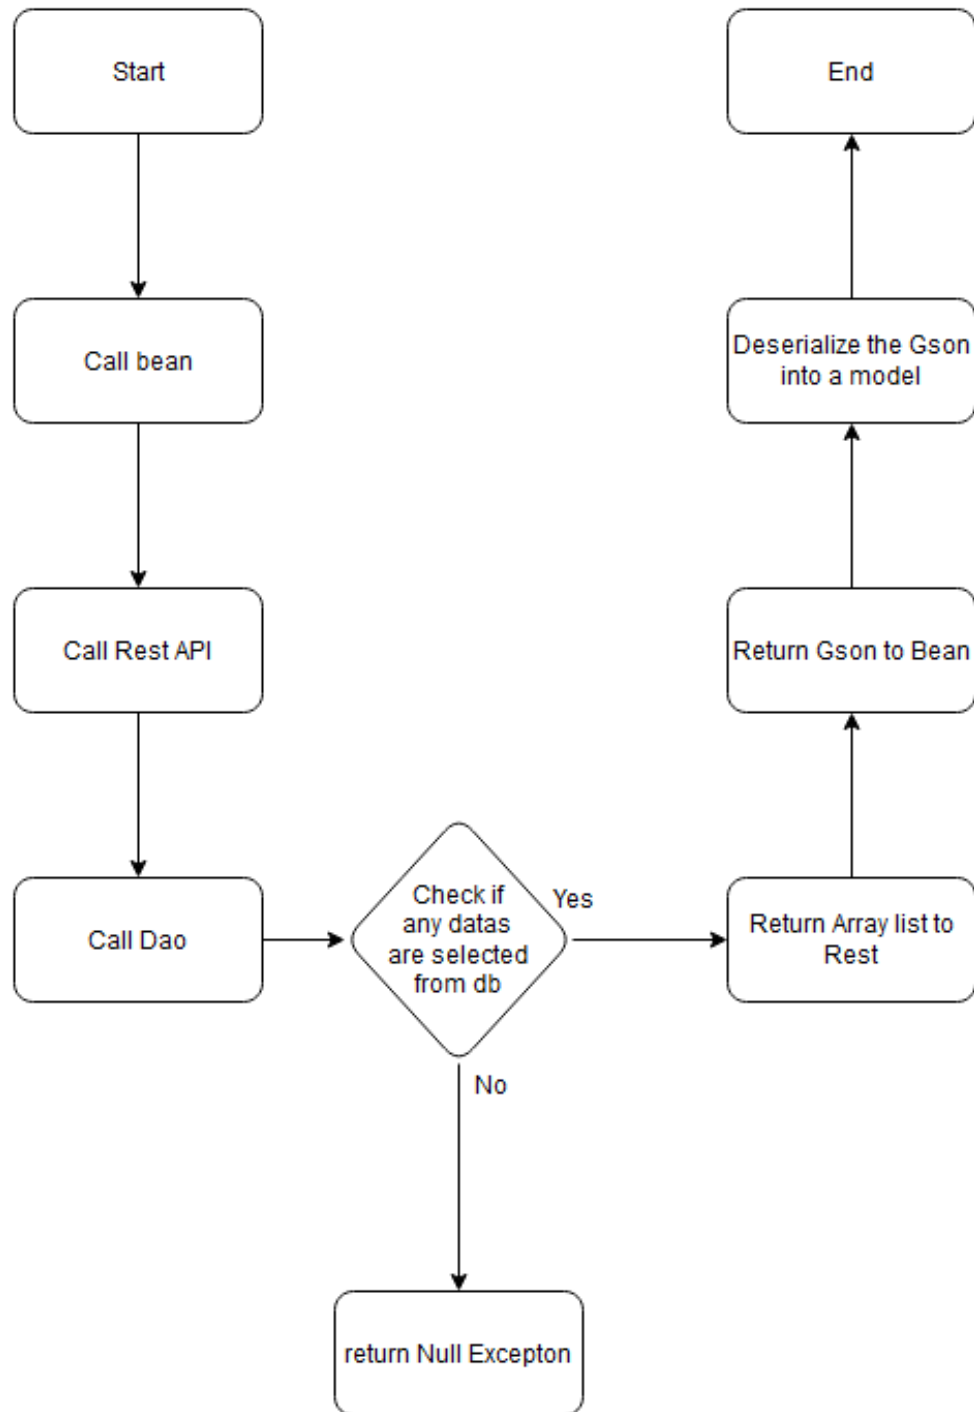 Start
Call bean
Call Rest API
Call Dao
Check if
any datas
are selected
from db
Yes
No
return Null Excepton
Return Array list to
Rest
Return Gson to Bean
Deserialize the Gson
into a model
End